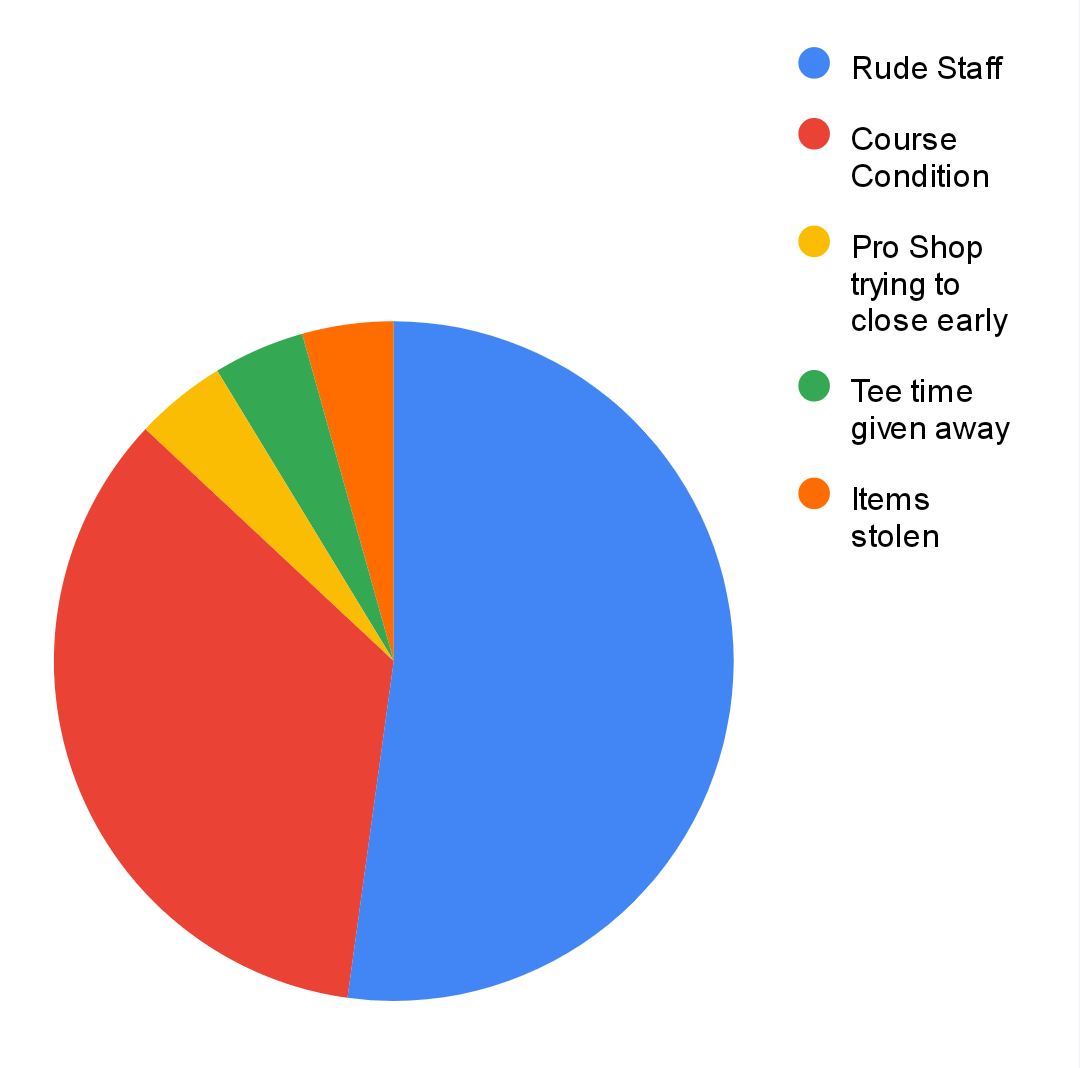 Rude Staff
Course
Condition
Pro Shop
trying to
close early
Tee time
given away
Items
stolen